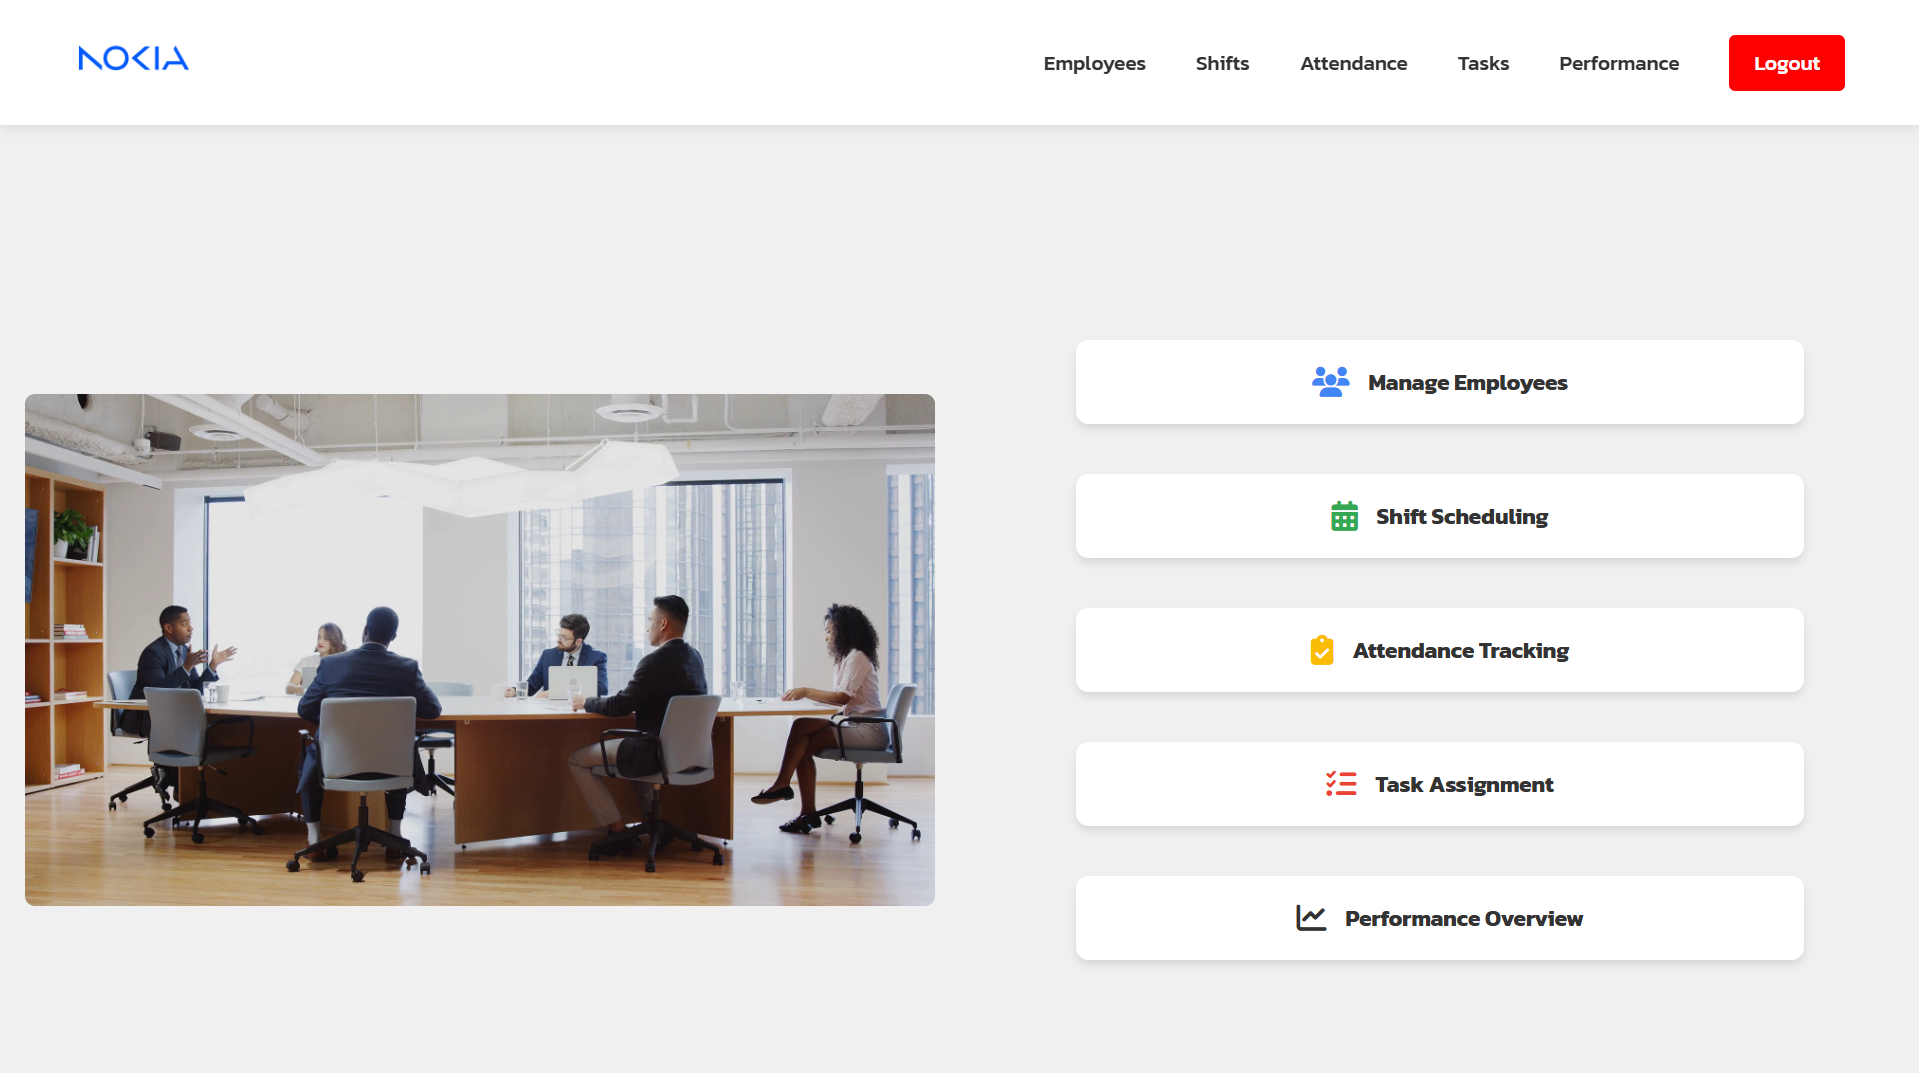 NOKIA
Employees Shifts Attendance Tasks Performance Logout
Manage Employees
Shift Scheduling
Attendance Tracking
Task Assignment
Performance Overview